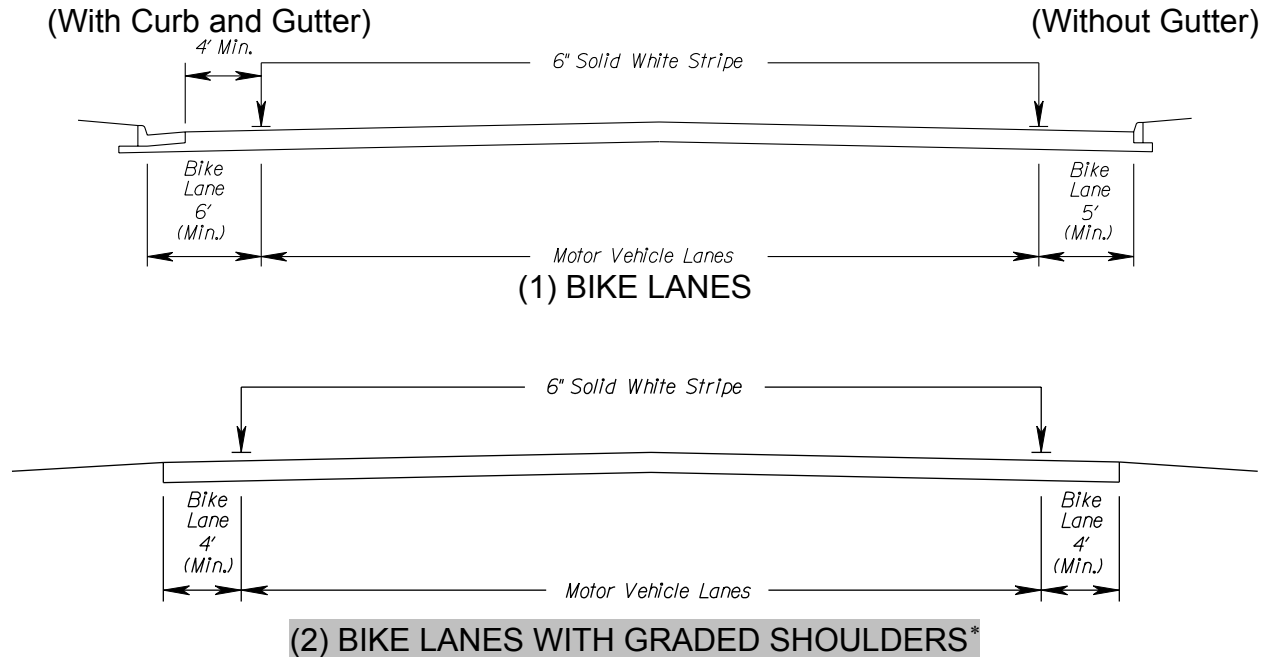 (With Curb and Gutter)
(Without Gutter)
4' Min.
6" Solid White Stripe
Bike
Lane
6'
(Min.)
Bike
Lane
5'
(Min.)
Motor Vehicle Lanes
(1) BIKE LANES
6" Solid White Stripe
Bike
Lane
4'
(Min.)
Bike
Lane
4'
(Min.)
Motor Vehicle Lanes
(2) BIKE LANES WITH GRADED SHOULDERS*